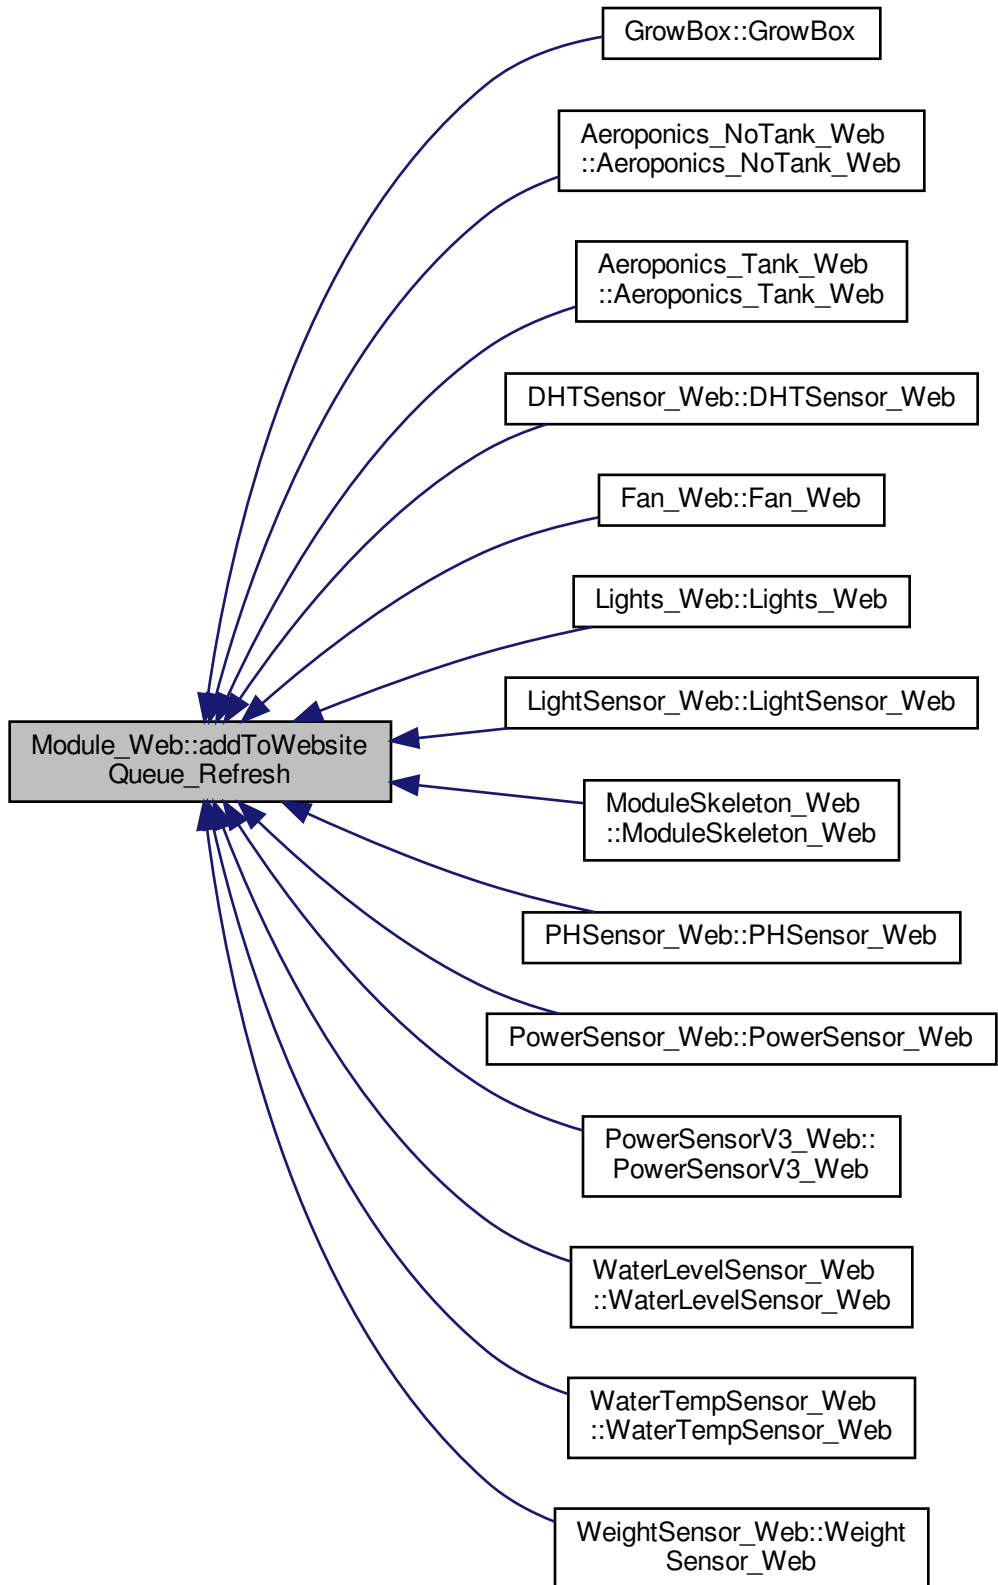 GrowBox::GrowBox
Aeroponics_NoTank_Web
::Aeroponics_NoTank_Web
Aeroponics_Tank_Web
::Aeroponics_Tank_Web
DHTSensor_Web::DHTSensor_Web
Fan_Web::Fan_Web
Lights_Web::Lights_Web
LightSensor_Web::LightSensor_Web
Module_Web::addToWebsite
Queue_Refresh
ModuleSkeleton_Web
::ModuleSkeleton_Web
PHSensor_Web::PHSensor_Web
PowerSensor_Web::PowerSensor_Web
PowerSensorV3_Web::
PowerSensorV3_Web
WaterLevelSensor_Web
::WaterLevelSensor_Web
WaterTempSensor_Web
::WaterTempSensor_Web
WeightSensor_Web::Weight
Sensor_Web